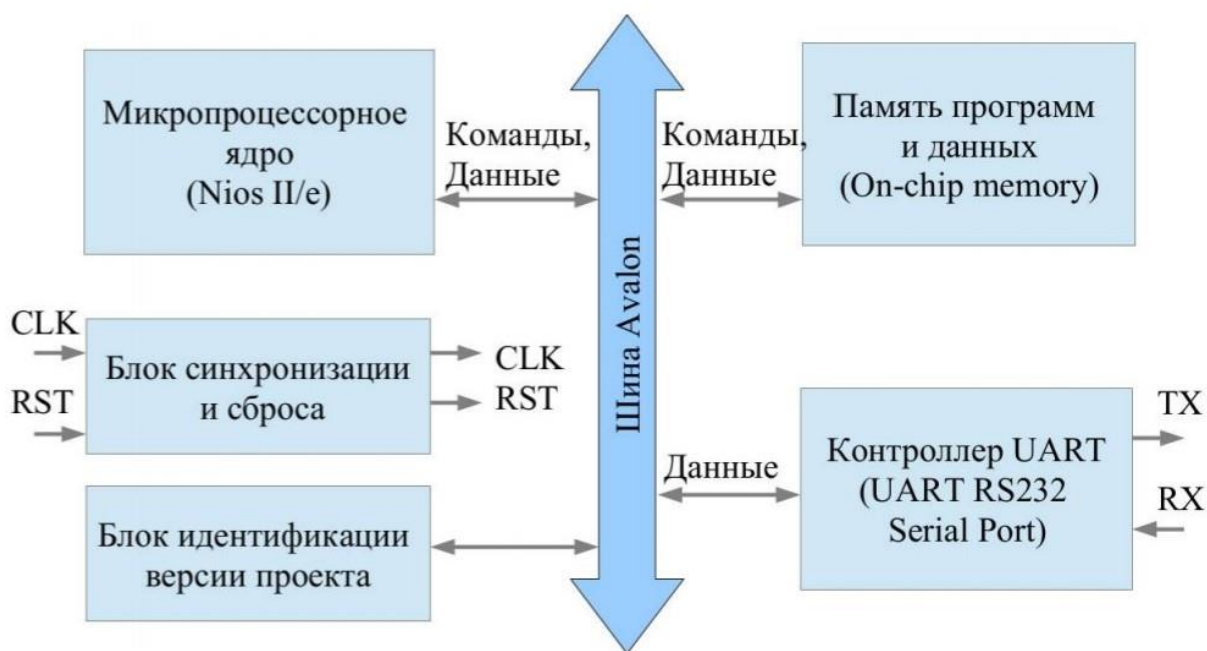 Микропроцессорное
ядро
(Nios II/e)
Команды,
Данные
Команды,
Данные
Память программ
и данных
(On-chip memory)
Шина Avalon
CLK
RST
Блок синхронизации
и сброса
CLK
RST
Блок идентификации
версии проекта
Данные
Контроллер UART
(UART RS232
Serial Port)
TX
RX